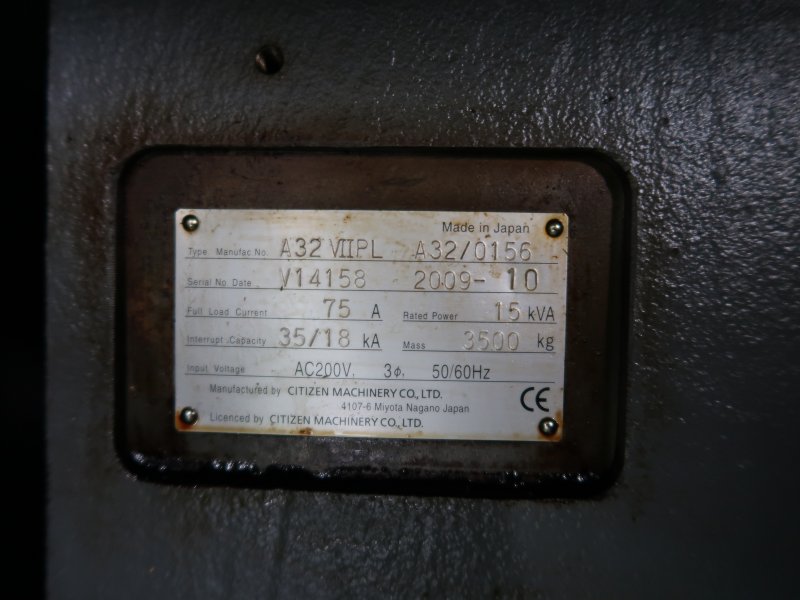 Made in Japan
Type Manufac No. A32 VIIPL A32/0156
Serial No. Date V14158 2009- 10
Full Load Current 75 A Rated Power 15 kVA
Interrupt Capacity 35/18 kA Mass 3500 kg
Input Voltage AC200V. 3φ. 50/60Hz
Manufactured by CITIZEN MACHINERY CO., LTD.
4107-6 Miyota Nagano Japan
Licenced by CITIZEN MACHINERY CO., LTD.
CE